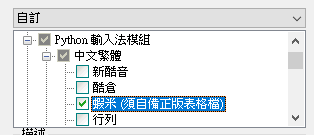 自訂
Python 輸入法模組
中文繁體
新酷音
酷倉
蝦米 (須自備正版表格檔)
行列
描述